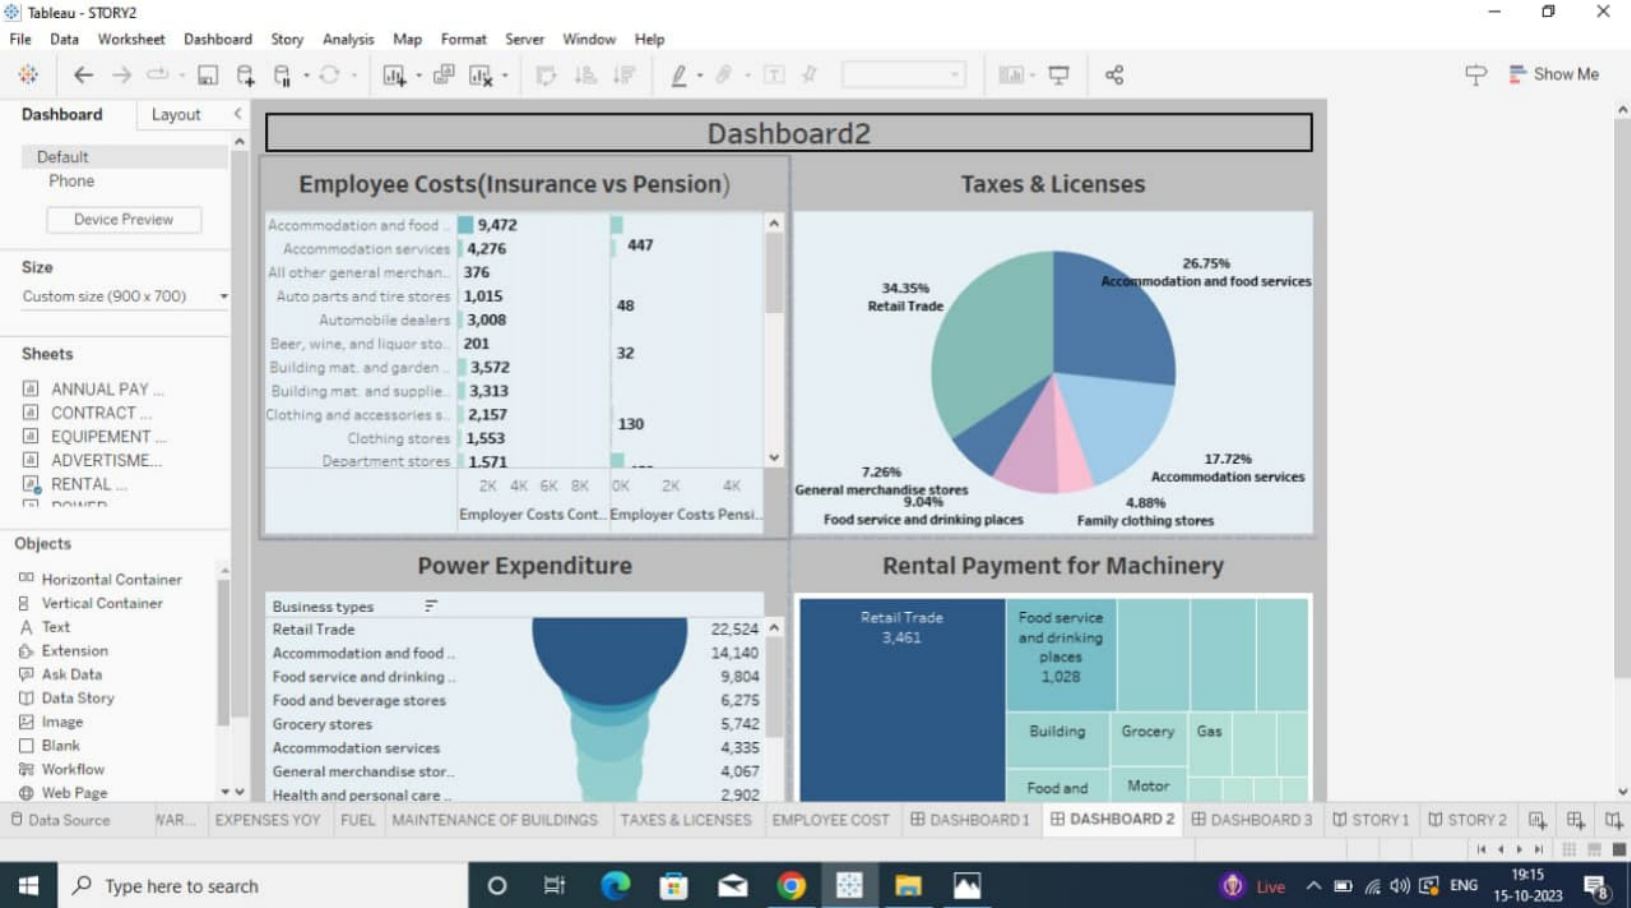 Tableau - STORY2
File Data Worksheet Dashboard Story Analysis Map Format Server Window Help
Show Me
Dashboard Layout
Default
Phone
Device Preview
Size
Custom size (900 x 700)
Sheets
ANNUAL PAY ...
CONTRACT ...
EQUIPEMENT ...
ADVERTISME...
RENTAL ...
POWER
Objects
Horizontal Container
Vertical Container
Text
Extension
Ask Data
Data Story
Image
Blank
Workflow
Web Page
Dashboard2
Employee Costs(Insurance vs Pension)
Accommodation and food .. 9,472
Accommodation services 4,276 447
All other general merchan.. 376
Auto parts and tire stores 1,015 48
Automobile dealers 3,008
Beer, wine, and liquor sto.. 201 32
Building mat. and garden .. 3,572
Building mat. and supplie.. 3,313
Clothing and accessories s.. 2,157 130
Clothing stores 1,553
Department stores 1,571
2K 4K 6K 8K 0K 2K 4K
Employer Costs Cont.. Employer Costs Pensi..
Taxes & Licenses
26.75%
Accommodation and food services
34.35%
Retail Trade
17.72%
Accommodation services
7.26%
General merchandise stores
9.04%
Food service and drinking places
4.88%
Family clothing stores
Power Expenditure
Business types
Retail Trade 22,524
Accommodation and food .. 14,140
Food service and drinking .. 9,804
Food and beverage stores 6,275
Grocery stores 5,742
Accommodation services 4,335
General merchandise stor.. 4,067
Health and personal care .. 2,902
Rental Payment for Machinery
Retail Trade
3,461
Food service
and drinking
places
1,028
Building Grocery Gas
Food and Motor
Data Source WAR... EXPENSES YOY FUEL MAINTENANCE OF BUILDINGS TAXES & LICENSES EMPLOYEE COST DASHBOARD 1 DASHBOARD 2 DASHBOARD 3 STORY 1 STORY 2
Type here to search
Live ENG 19:15
15-10-2023
8